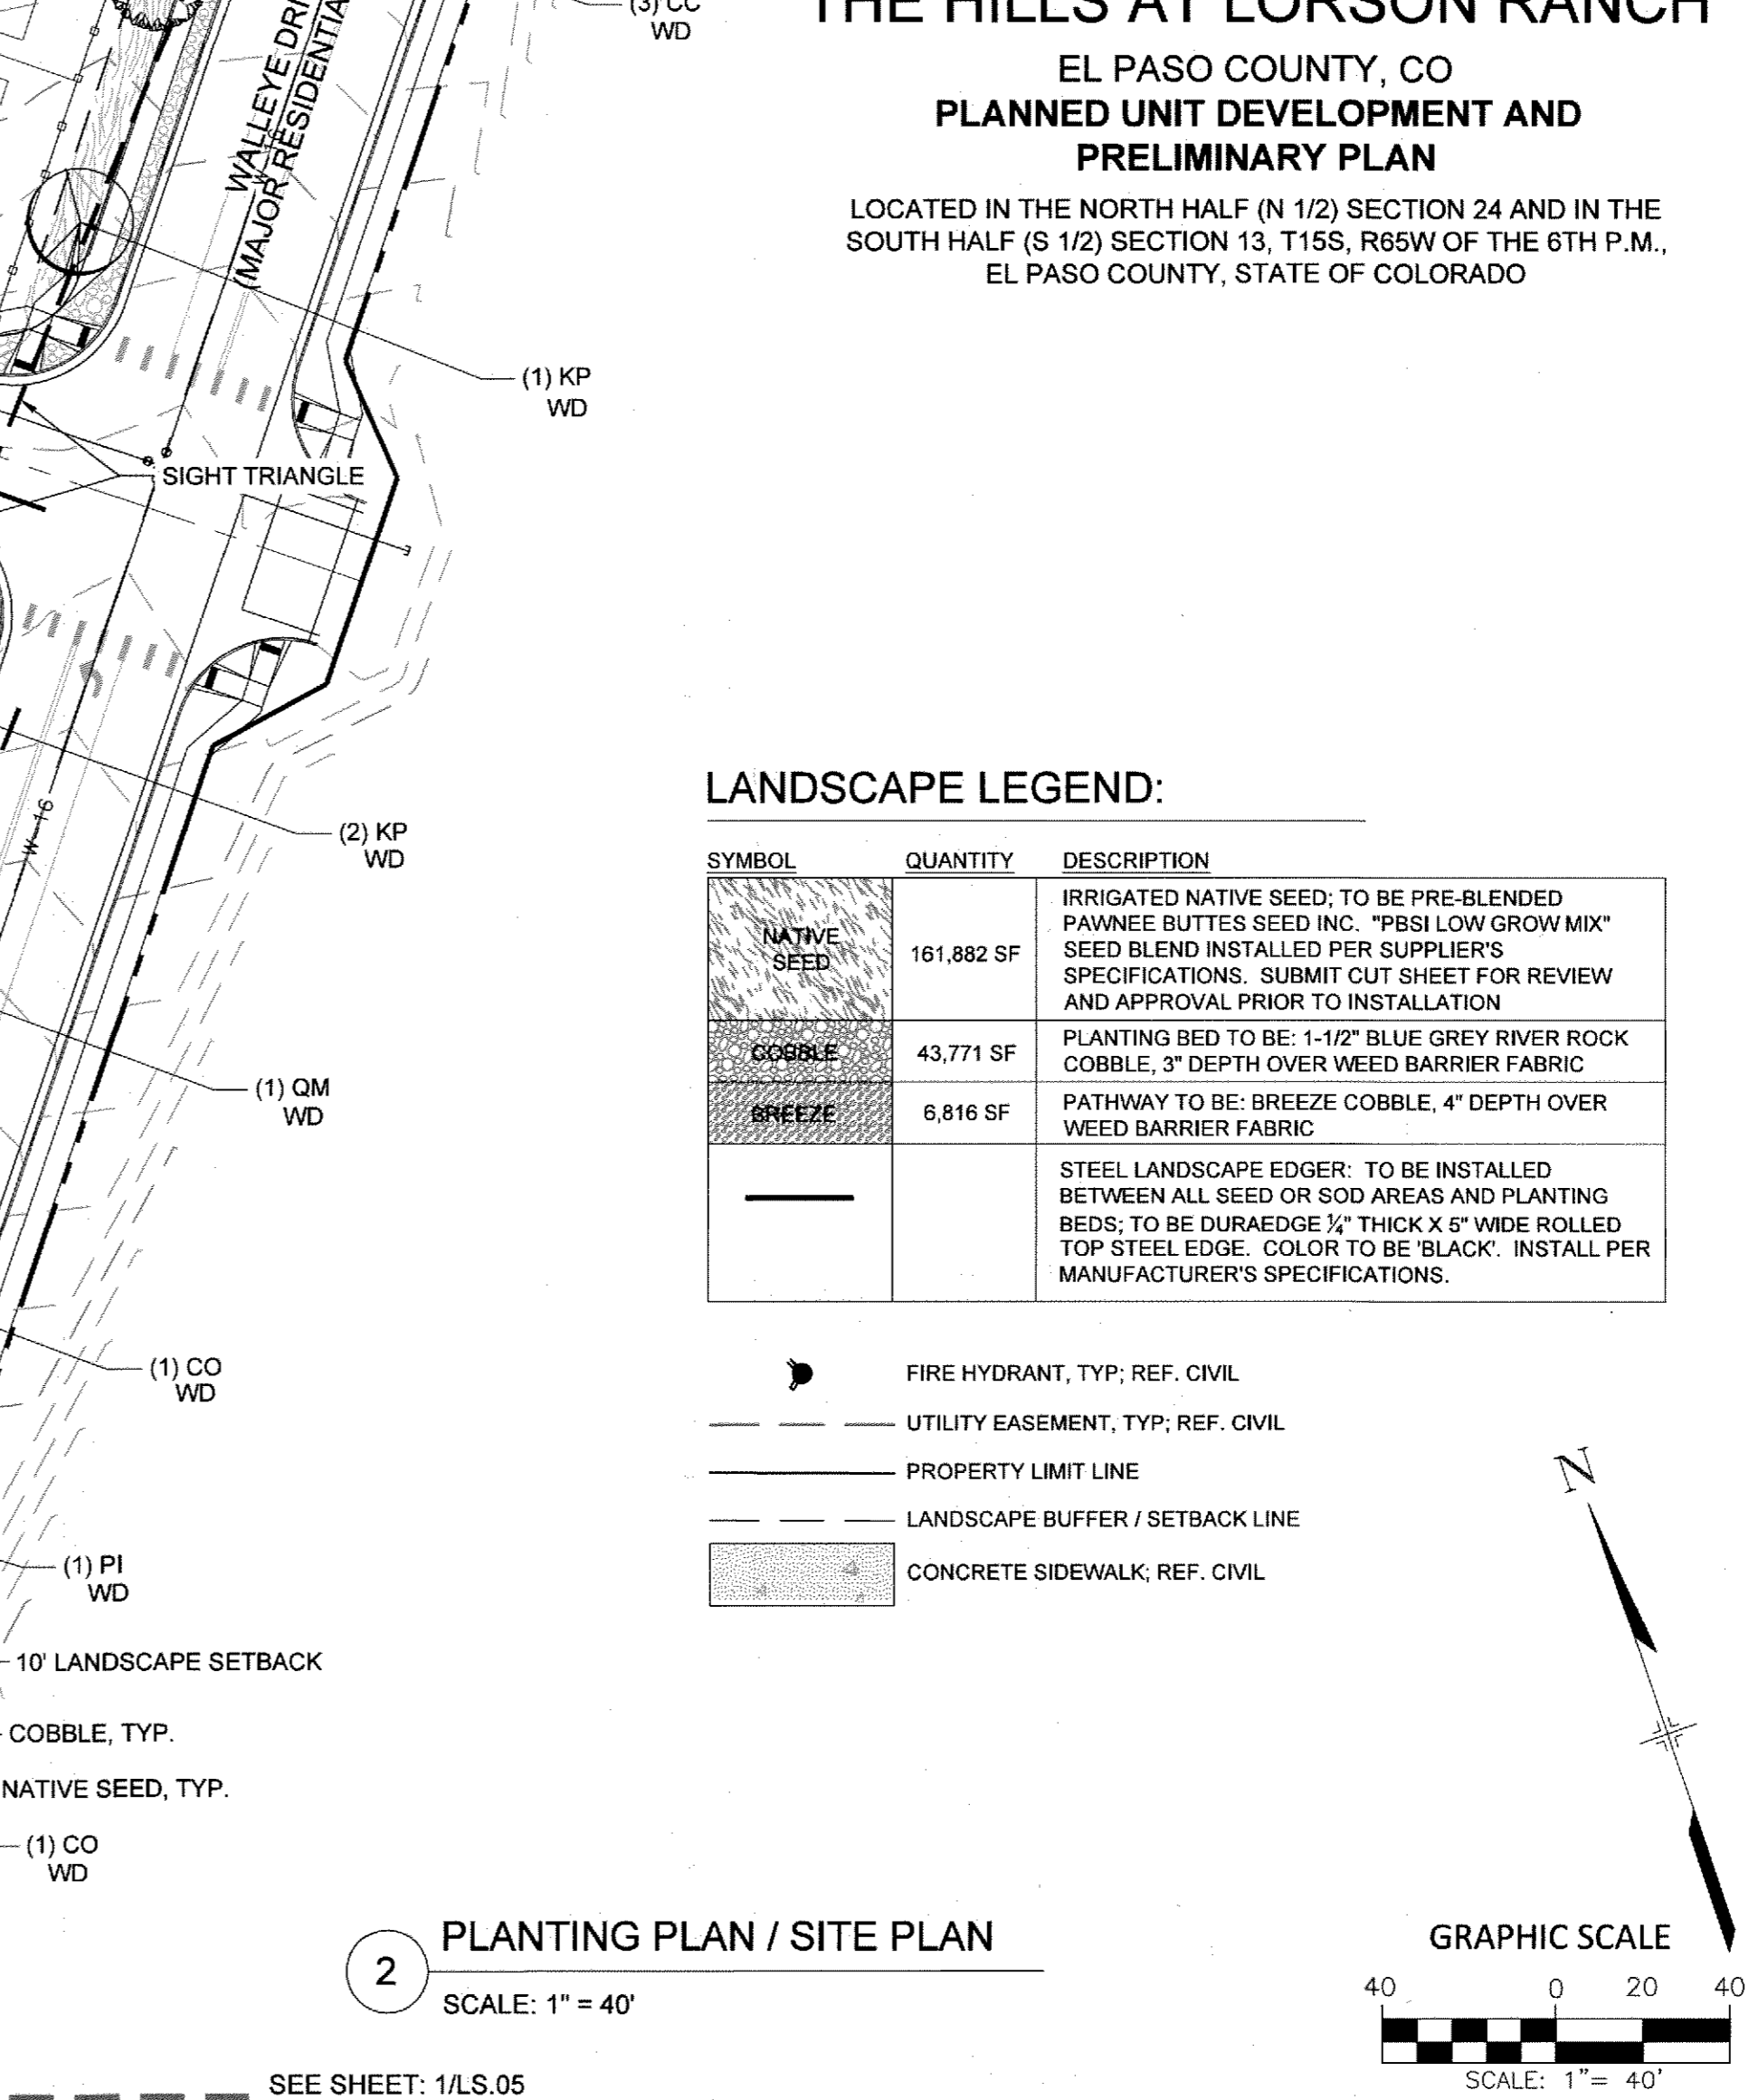 (3) CC
WD
THE HILLS AT LORSON RANCH
EL PASO COUNTY, CO
PLANNED UNIT DEVELOPMENT AND
PRELIMINARY PLAN
LOCATED IN THE NORTH HALF (N 1/2) SECTION 24 AND IN THE
SOUTH HALF (S 1/2) SECTION 13, T15S, R65W OF THE 6TH P.M.,
EL PASO COUNTY, STATE OF COLORADO
WALLEYE DRI
(MAJOR RESIDENTIA
(1) KP
WD
SIGHT TRIANGLE
(2) KP
WD
W-16
(1) QM
WD
(1) CO
WD
(1) PI
WD
10' LANDSCAPE SETBACK
COBBLE, TYP.
NATIVE SEED, TYP.
(1) CO
WD
LANDSCAPE LEGEND:
SYMBOL QUANTITY DESCRIPTION
NATIVE
SEED
161,882 SF
IRRIGATED NATIVE SEED; TO BE PRE-BLENDED
PAWNEE BUTTES SEED INC. "PBSI LOW GROW MIX"
SEED BLEND INSTALLED PER SUPPLIER'S
SPECIFICATIONS. SUBMIT CUT SHEET FOR REVIEW
AND APPROVAL PRIOR TO INSTALLATION
COBBLE
43,771 SF
PLANTING BED TO BE: 1-1/2" BLUE GREY RIVER ROCK
COBBLE, 3" DEPTH OVER WEED BARRIER FABRIC
BREEZE
6,816 SF
PATHWAY TO BE: BREEZE COBBLE, 4" DEPTH OVER
WEED BARRIER FABRIC
STEEL LANDSCAPE EDGER: TO BE INSTALLED
BETWEEN ALL SEED OR SOD AREAS AND PLANTING
BEDS; TO BE DURAEDGE ¼" THICK X 5" WIDE ROLLED
TOP STEEL EDGE. COLOR TO BE 'BLACK'. INSTALL PER
MANUFACTURER'S SPECIFICATIONS.
FIRE HYDRANT, TYP; REF. CIVIL
UTILITY EASEMENT, TYP; REF. CIVIL
PROPERTY LIMIT LINE
LANDSCAPE BUFFER / SETBACK LINE
CONCRETE SIDEWALK; REF. CIVIL
N
2
PLANTING PLAN / SITE PLAN
SCALE: 1" = 40'
GRAPHIC SCALE
40 0 20 40
SCALE: 1"= 40'
SEE SHEET: 1/LS.05